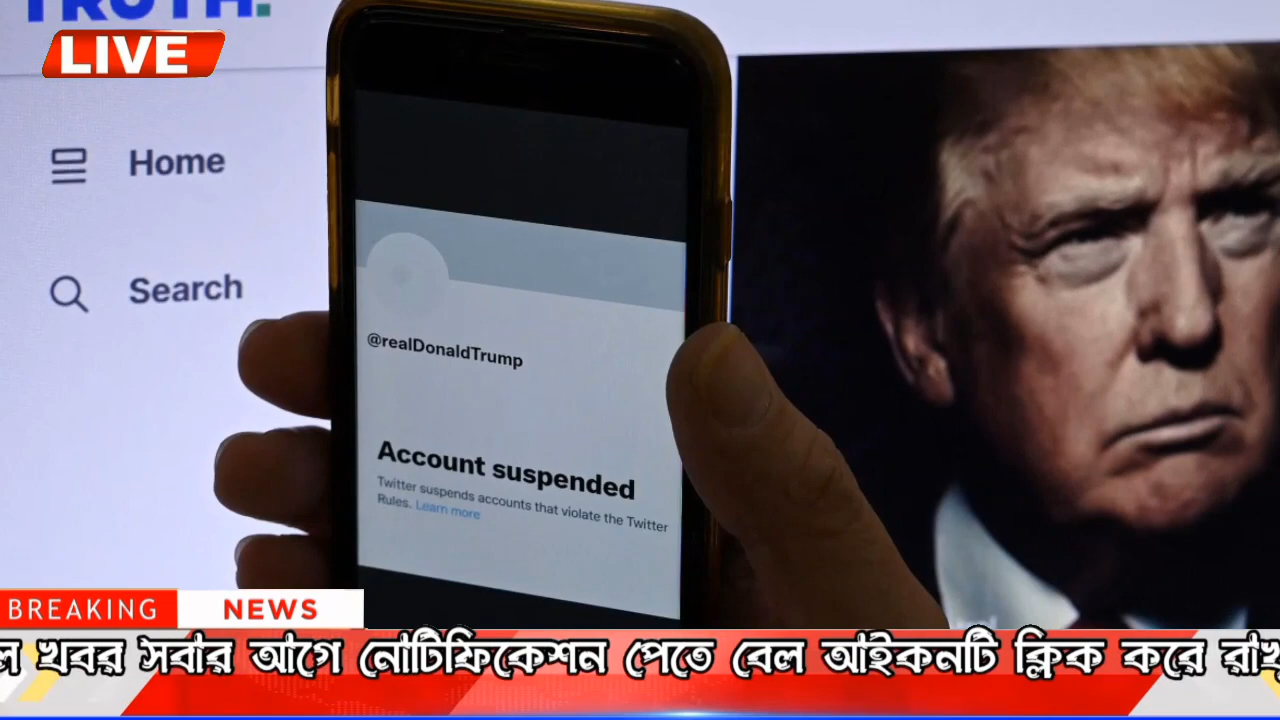 TRUTH.
LIVE
Home
Search
@realDonaldTrump
Account suspended
Twitter suspends accounts that violate the Twitter
Rules. Learn more
BREAKING NEWS
খবর সবার আগে নোটিফিকেশন পেতে বেল আইকনটি ক্লিক করে